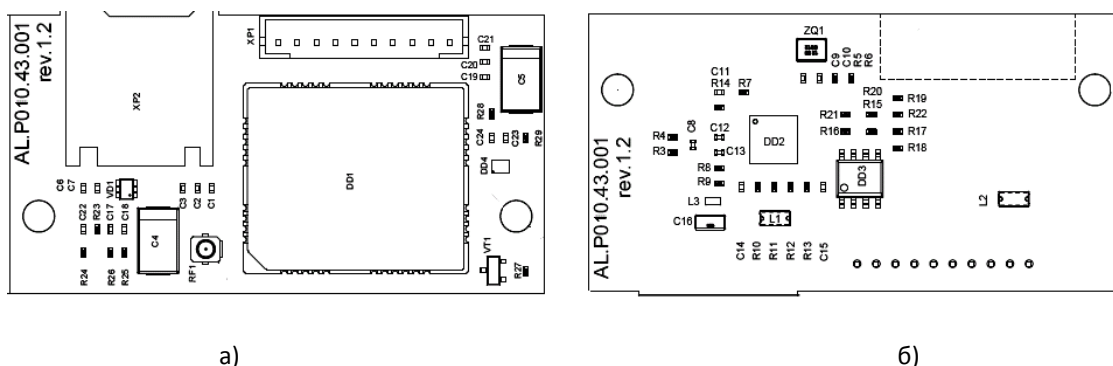 AL.P010.43.001
rev.1.2
XP2
XP1
C21
C20
C19
C5
R28
C24
C23
R29
DD4
DD1
C6
C7
VD1
C3
C2
C1
C22
R23
C17
C18
C4
RF1
R24
R26
R25
VT1
R27
а)
AL.P010.43.001
rev.1.2
ZQ1
C9
C10
R5
R6
C11
R14
R7
R20
R15
R19
R21
R22
R16
R17
R18
R4
R3
C8
C12
C13
DD2
R8
R9
DD3
L3
C16
L1
L2
C14
R10
R11
R12
R13
C15
б)